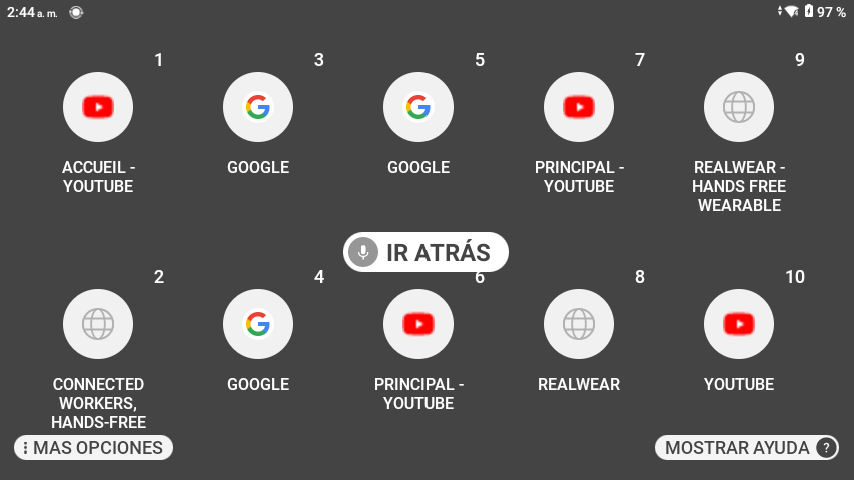 2:44 a. m.
97 %
1
3
5
7
9
ACCUEIL -
YOUTUBE
GOOGLE
GOOGLE
PRINCIPAL -
YOUTUBE
REALWEAR -
HANDS FREE
WEARABLE
IR ATRÁS
2
4
6
8
10
CONNECTED
WORKERS,
HANDS-FREE
GOOGLE
PRINCIPAL -
YOUTUBE
REALWEAR
YOUTUBE
MAS OPCIONES
MOSTRAR AYUDA ?